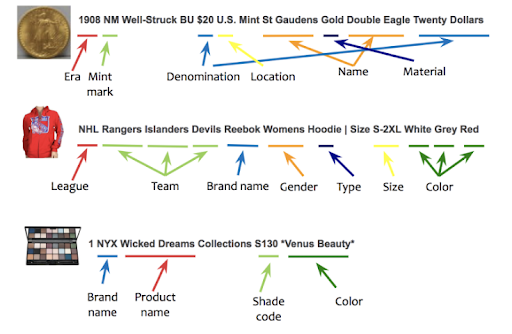 1908 NM Well-Struck BU $20 U.S. Mint St Gaudens Gold Double Eagle Twenty Dollars
Era Mint mark Denomination Location Name Material
NHL Rangers Islanders Devils Reebok Womens Hoodie | Size S-2XL White Grey Red
League Team Brand name Gender Type Size Color
1 NYX Wicked Dreams Collections S130 *Venus Beauty*
Brand name Product name Shade code Color